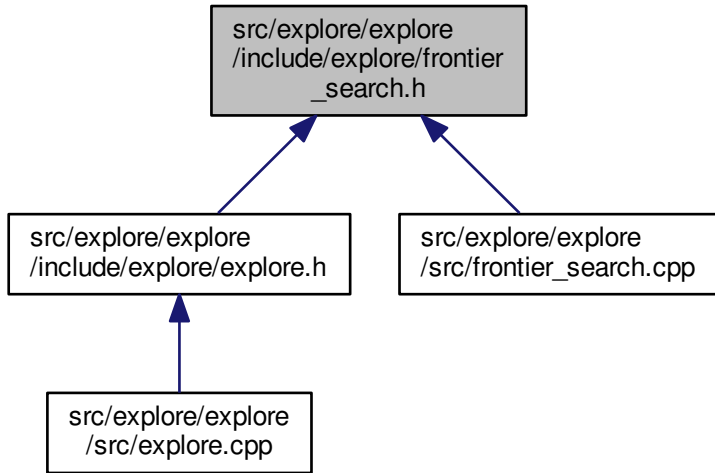 src/explore/explore
/include/explore/frontier
_search.h
src/explore/explore
/include/explore/explore.h
src/explore/explore
/src/frontier_search.cpp
src/explore/explore
/src/explore.cpp